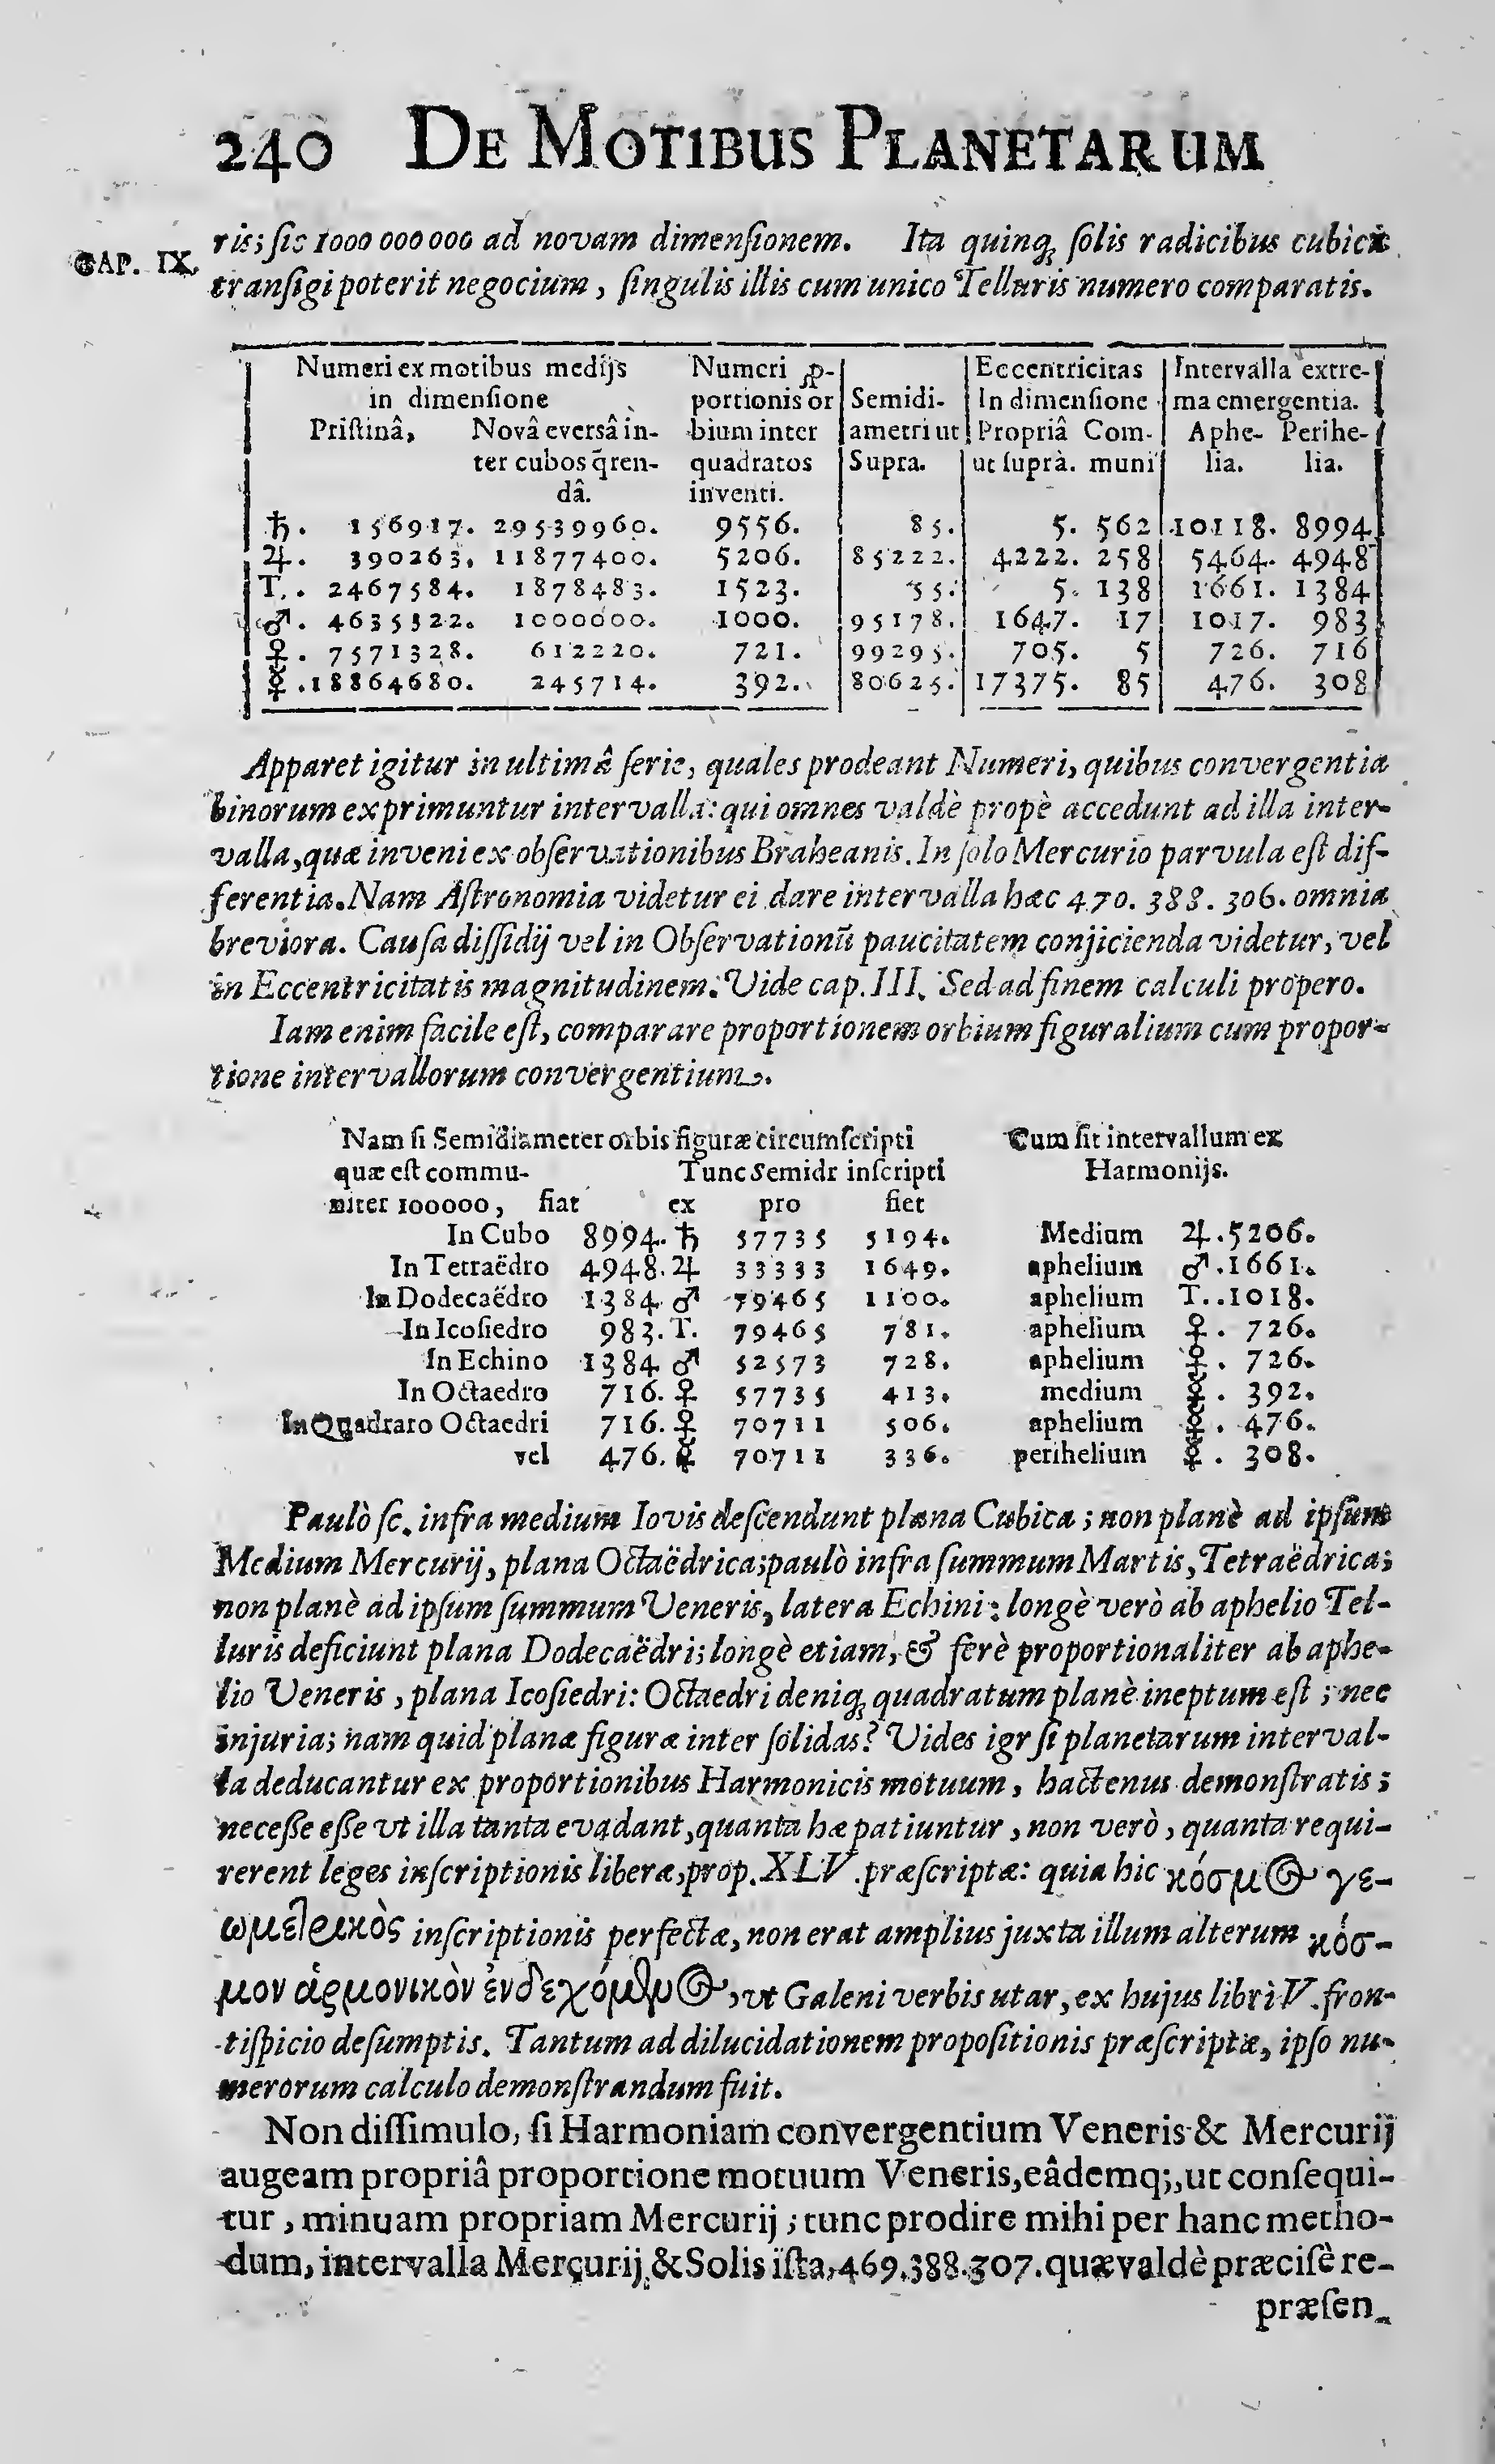 240 DE MOTIBUS PLANETARUM
CAP. IX.
ris; ſic 1000 000 000 ad novam dimenſionem. Ita quinq; ſolis radicibus cubicis
tranſigi poterit negocium, ſingulis illis cum unico Telluris numero comparatis.
Numeri ex motibus medijs Numeri ꝓ- Eccentricitas Intervalla extre-
in dimenſione portionis or Semidi- In dimenſione ma emergentia.
Priſtinâ, Novâ eversâ in- bium inter ametri ut Propriâ Com- Aphe- Perihe-
ter cubos q̄ren- quadratos Supra. ut ſuprà. muni lia. lia.
dâ. inventi.
♄. 156917. 29539960. 9556. 85. 5. 562 10118. 8994
♃. 390263. 11877400. 5206. 85222. 4222. 258 5464. 4948
T. . 2467584. 1878483. 1523. 55. 5. 138 1661. 1384
♂. 4635322. 1000000. 1000. 95178. 1647. 17 1017. 983
♀. 7571328. 612220. 721. 99295. 705. 5 726. 716
☿. 18864680. 245714. 392. 80625. 17375. 85 476. 308
Apparet igitur in ultimâ ſerie, quales prodeant Numeri, quibus convergentia
binorum exprimuntur intervalla: qui omnes valdè propè accedunt ad illa inter-
valla, quæ inveni ex obſervationibus Braheanis. In ſolo Mercurio parvula eſt dif-
ferentia. Nam Aſtronomia videtur ei dare intervalla hæc 470. 388. 306. omnia
breviora. Cauſa diſſidij vel in Obſervationũ paucitatem conjicienda videtur, vel
in Eccentricitatis magnitudinem. Vide cap. III. Sed ad finem calculi propero.
Iam enim facile eſt, comparare proportionem orbium figuralium cum propor-
tione intervallorum convergentium.
Nam ſi Semidiameter orbis figuræ circumſcripti Cum ſit intervallum ex
quæ eſt commu- Tunc Semidr inſcripti Harmonijs.
niter 100000, fiat ex pro fiet
In Cubo 8994. ♄ 57735 5194. Medium ♃. 5206.
In Tetraëdro 4948. ♃ 33333 1649. aphelium ♂. 1661.
In Dodecaëdro 1384 ♂ 79465 1100. aphelium T. . 1018.
In Icoſiedro 983. T. 79465 781. aphelium ♀. 726.
In Echino 1384 ♂ 52573 728. aphelium ♀. 726.
In Octaedro 716. ♀ 57735 413. medium ☿. 392.
In Quadrato Octaedri 716. ♀ 70711 506. aphelium ☿. 476.
vel 476. ☿ 70711 336. perihelium ☿. 308.
Paulò ſc. infra medium Iovis deſcendunt plana Cubica; non planè ad ipſum
Medium Mercurij, plana Octaëdrica; paulò infra ſummum Martis, Tetraëdrica;
non planè ad ipſum ſummum Veneris, latera Echini: longè verò ab aphelio Tel-
luris deficiunt plana Dodecaëdri; longè etiam, & ferè proportionaliter ab aphe-
lio Veneris, plana Icoſiedri: Octaedri deniq; quadratum planè ineptum eſt; nec
injuria; nam quid planæ figuræ inter ſolidas? Vides igr ſi planetarum interval-
la deducantur ex proportionibus Harmonicis motuum, hactenus demonſtratis;
neceſſe eſſe ut illa tanta evadant, quanta hæ patiuntur, non verò, quanta requi-
rerent leges inſcriptionis liberæ, prop. XLV. præſcriptæ: quia hic κόσμος γε-
ωμετρικὸς inſcriptionis perfectæ, non erat amplius juxta illum alterum κόσ-
μον ἁρμονικὸν ἐνδεχόμενος, ut Galeni verbis utar, ex hujus libri V. fron-
tiſpicio deſumptis. Tantum ad dilucidationem propoſitionis præſcriptæ, ipſo nu-
merorum calculo demonſtrandum fuit.
Non diſſimulo, ſi Harmoniam convergentium Veneris & Mercurij
augeam propriâ proportione motuum Veneris, eâdemq;, ut conſequi-
tur, minuam propriam Mercurij; tunc prodire mihi per hanc metho-
dum, intervalla Mercurij & Solis iſta, 469. 388. 307. quæ valdè præciſè re-
præſen